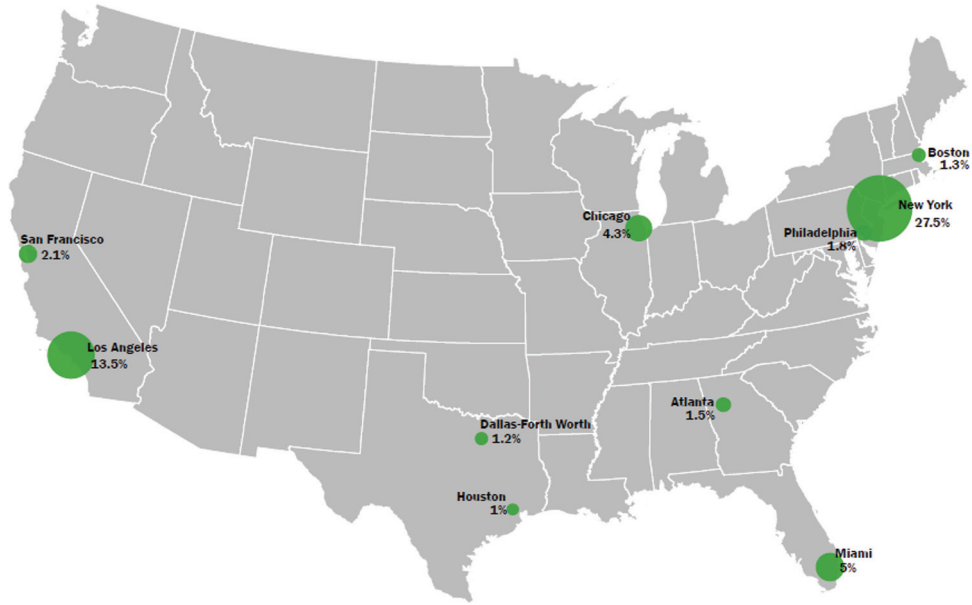 Boston
1.3%
New York
27.5%
Chicago
4.3%
Philadelphia
1.8%
San Francisco
2.1%
Los Angeles
13.5%
Atlanta
1.5%
Dallas-Forth Worth
1.2%
Houston
1%
Miami
5%